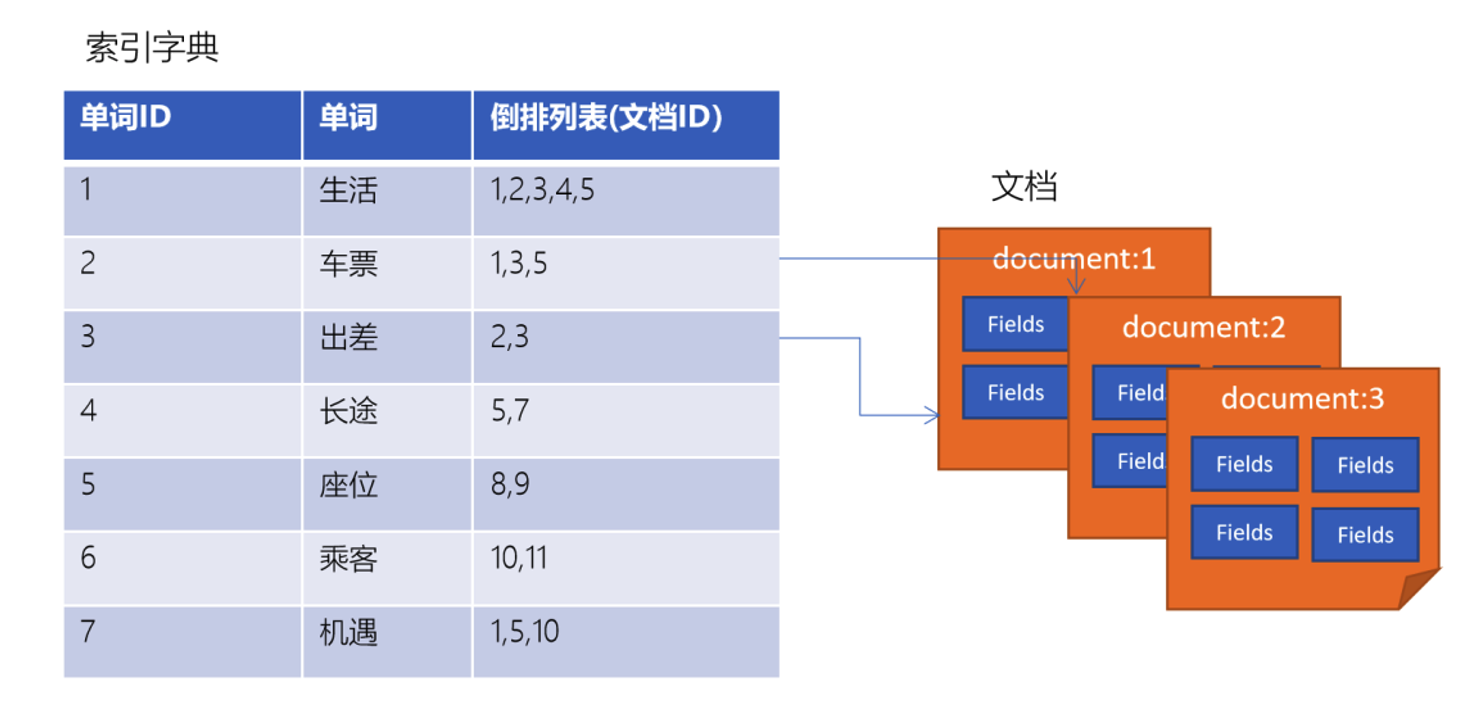 索引字典
单词ID 单词 倒排列表(文档ID)
1 生活 1,2,3,4,5
2 车票 1,3,5
3 出差 2,3
4 长途 5,7
5 座位 8,9
6 乘客 10,11
7 机遇 1,5,10
文档
document:1
Fields
Fields
document:2
Field
Field
document:3
Fields Fields
Fields Fields